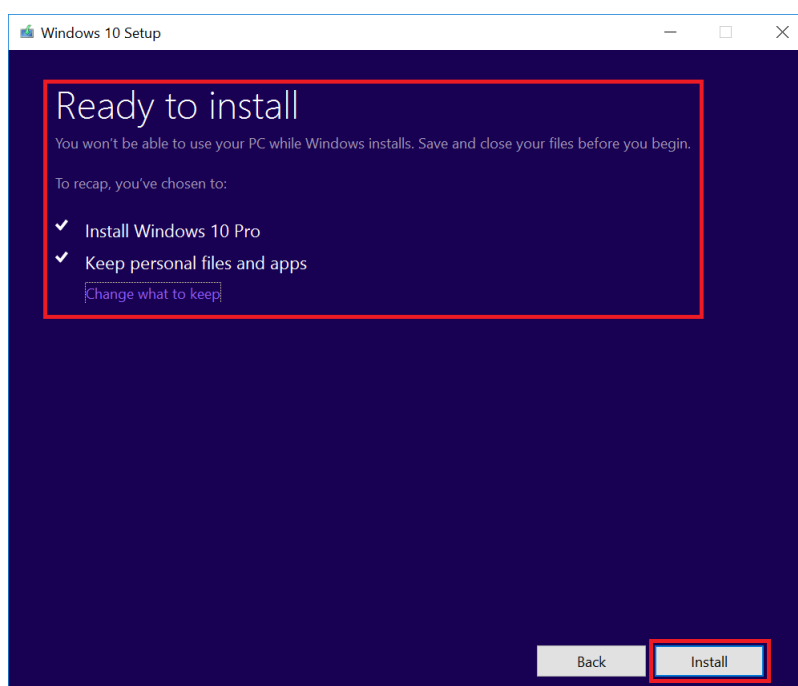 Windows 10 Setup
Ready to install
You won't be able to use your PC while Windows installs. Save and close your files before you begin.
To recap, you've chosen to:
Install Windows 10 Pro
Keep personal files and apps
Change what to keep
Back
Install